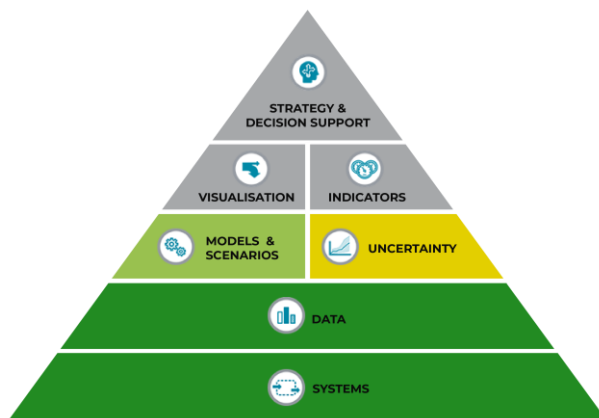 STRATEGY &
DECISION SUPPORT
VISUALISATION
INDICATORS
MODELS &
SCENARIOS
UNCERTAINTY
DATA
SYSTEMS